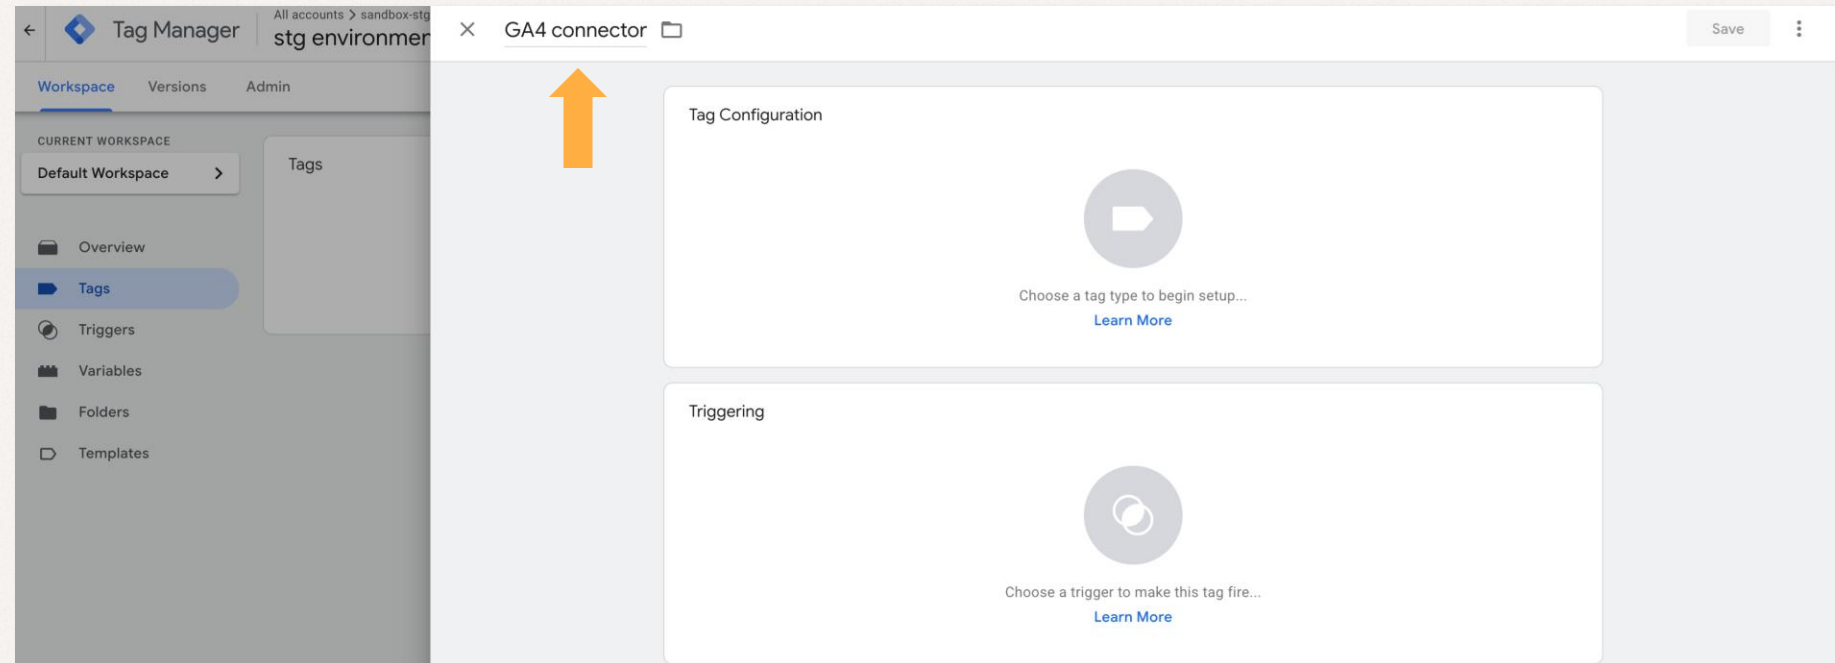 All accounts > sandbox-stg
Tag Manager
stg environmen
GA4 connector
Save
Workspace Versions Admin
CURRENT WORKSPACE
Default Workspace
Tags
Overview
Tags
Triggers
Variables
Folders
Templates
Tag Configuration
Choose a tag type to begin setup...
Learn More
Triggering
Choose a trigger to make this tag fire...
Learn More